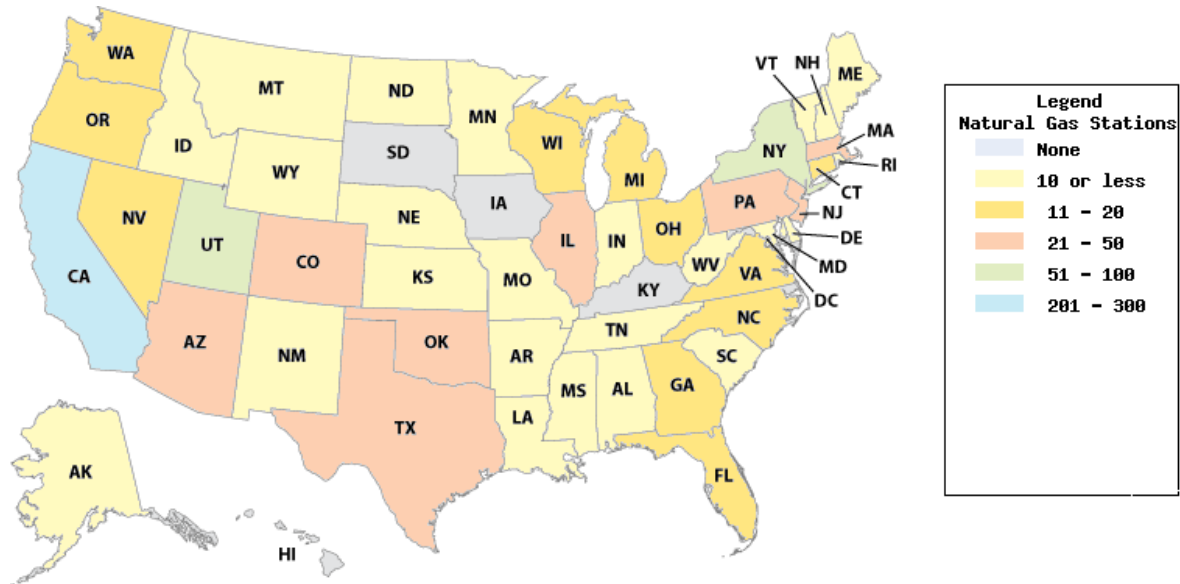 WA
MT
ND
MN
VT
NH
ME
OR
ID
SD
WI
NY
MA
RI
WY
MI
CT
NV
UT
NE
IA
PA
NJ
CA
CO
IL
IN
OH
DE
KS
MO
WV
VA
MD
KY
DC
AZ
NM
OK
AR
TN
NC
SC
TX
LA
MS
AL
GA
FL
AK
HI
Legend
Natural Gas Stations
None
10 or less
11 - 20
21 - 50
51 - 100
201 - 300